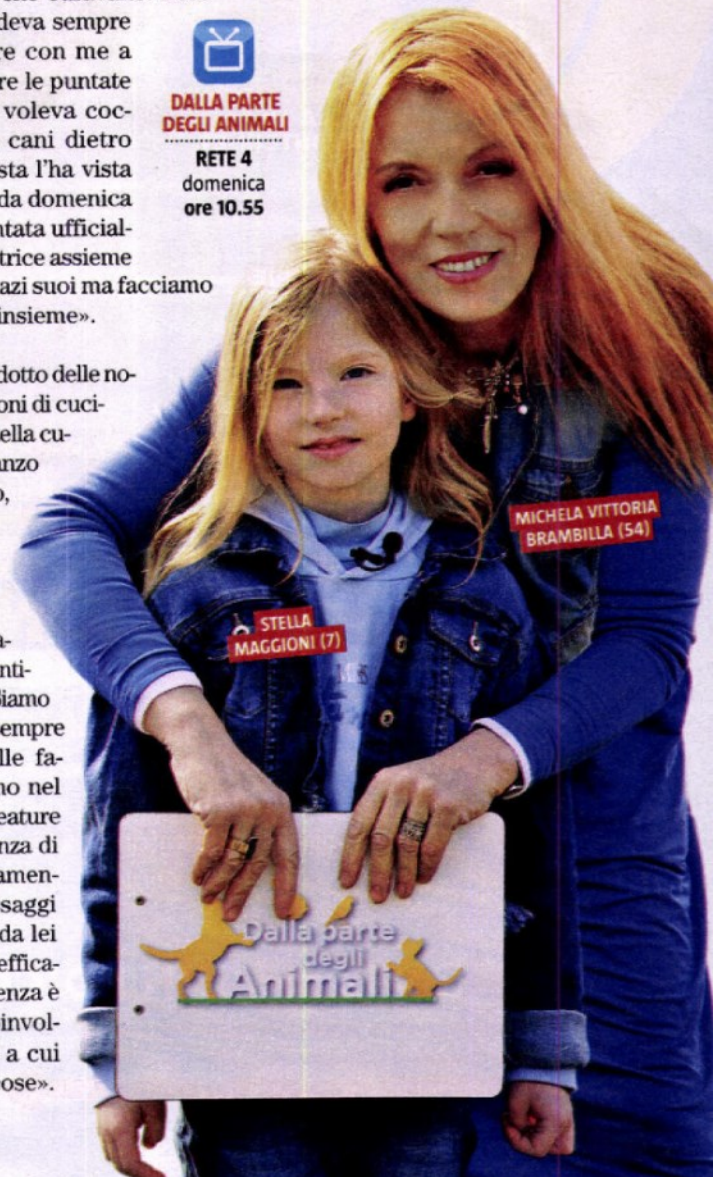 deva sempre
re con me a
re le puntate
voleva coc-
cani dietro
sta l'ha vista
da domenica
ntata ufficial-
trice assieme
azi suoi ma facciamo
insieme».
dotto delle no-
oni di cuci-
ella cu-
nzo
o,
a-
nti-
biamo
empre
lle fa-
no nel
eature
nza di
amen-
saggi
da lei
effica-
enza è
invol-
a cui
ose».
DALLA PARTE
DEGLI ANIMALI
RETE 4
domenica
ore 10.55
MICHELA VITTORIA
BRAMBILLA (54)
STELLA
MAGGIONI (7)
Dalla parte
degli
Animali